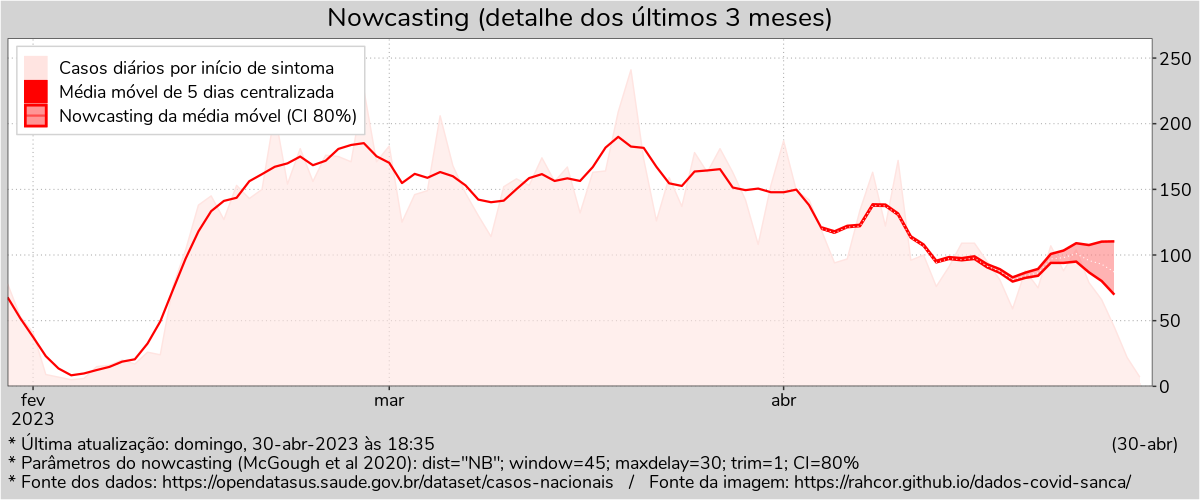 Nowcasting (detalhe dos últimos 3 meses)
Casos diários por início de sintoma
Média móvel de 5 dias centralizada
Nowcasting da média móvel (CI 80%)
250
200
150
100
50
0
fev mar abr
2023
* Última atualização: domingo, 30-abr-2023 às 18:35 (30-abr)
* Parâmetros do nowcasting (McGough et al 2020): dist="NB"; window=45; maxdelay=30; trim=1; CI=80%
* Fonte dos dados: https://opendatasus.saude.gov.br/dataset/casos-nacionais / Fonte da imagem: https://rahcor.github.io/dados-covid-sanca/